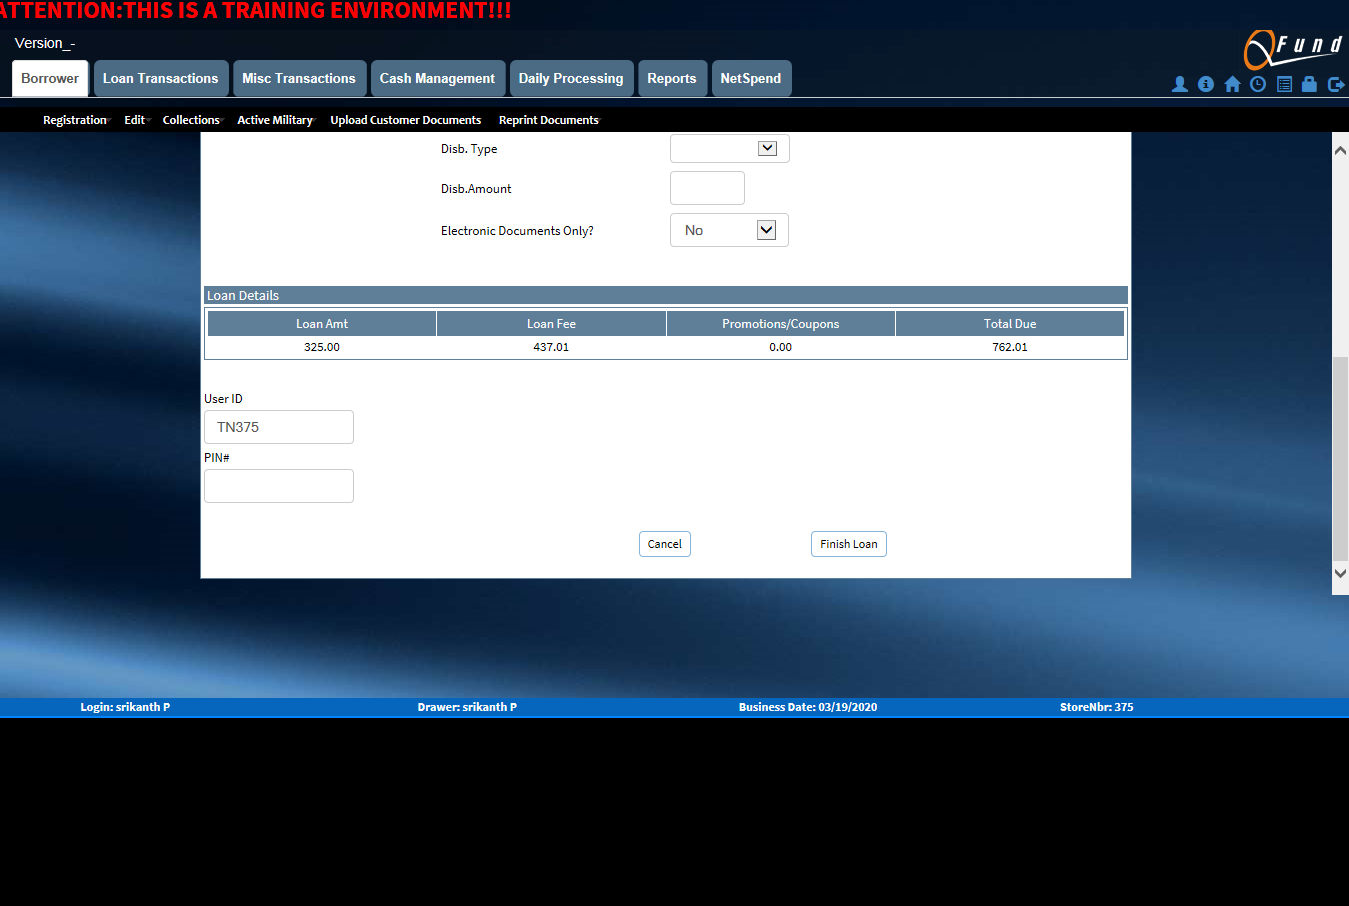 ATTENTION:THIS IS A TRAINING ENVIRONMENT!!!
Version_-
QFund
Borrower Loan Transactions Misc Transactions Cash Management Daily Processing Reports NetSpend
Registration Edit Collections Active Military Upload Customer Documents Reprint Documents
Disb. Type
Disb.Amount
Electronic Documents Only? No
Loan Details
Loan Amt Loan Fee Promotions/Coupons Total Due
325.00 437.01 0.00 762.01
User ID
TN375
PIN#
Cancel Finish Loan
Login: srikanth P Drawer: srikanth P Business Date: 03/19/2020 StoreNbr: 375